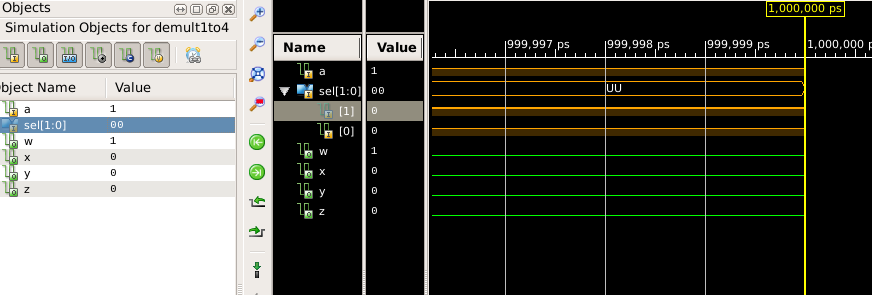 Objects
Simulation Objects for demult1to4
Object Name Value
a 1
sel[1:0] 00
w 1
x 0
y 0
z 0
Name Value
a 1
sel[1:0] 00
[1] 0
[0] 0
w 1
x 0
y 0
z 0
1,000,000 ps
999,997 ps 999,998 ps 999,999 ps 1,000,000 p
UU